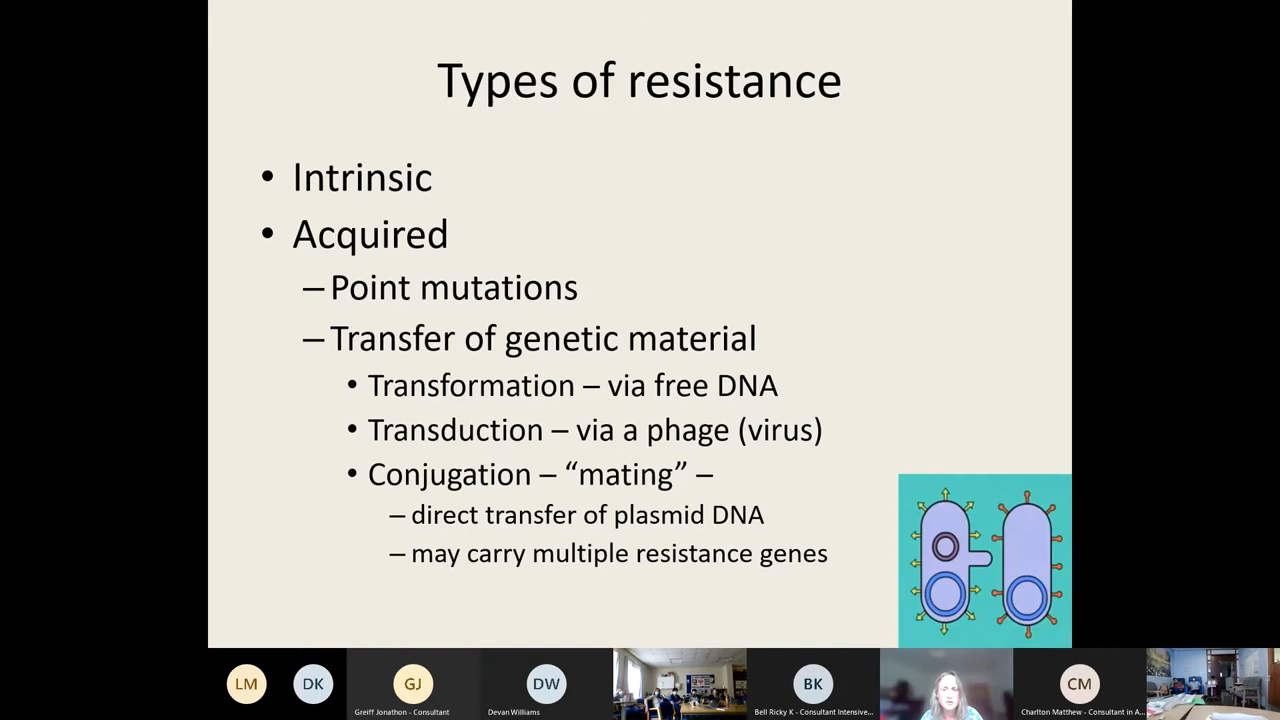 Types of resistance
• Intrinsic
• Acquired
– Point mutations
– Transfer of genetic material
• Transformation – via free DNA
• Transduction – via a phage (virus)
• Conjugation – “mating” –
– direct transfer of plasmid DNA
– may carry multiple resistance genes
LM
DK
GJ
DW
BK
CM
Greiff Jonathon - Consultant
Devan Williams
Bell Ricky K - Consultant Intensive...
Charlton Matthew - Consultant in A...